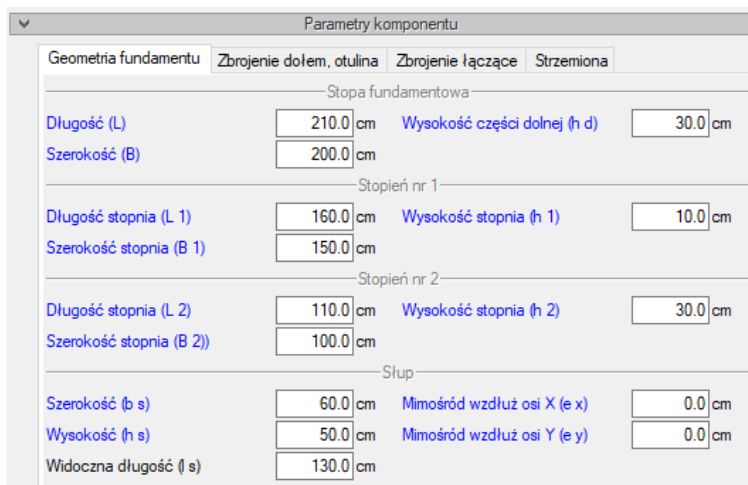 Parametry komponentu
Geometria fundamentu Zbrojenie dołem, otulina Zbrojenie łączące Strzemiona
Stopa fundamentowa
Długość (L) 210.0 cm Wysokość części dolnej (h d) 30.0 cm
Szerokość (B) 200.0 cm
Stopień nr 1
Długość stopnia (L 1) 160.0 cm Wysokość stopnia (h 1) 10.0 cm
Szerokość stopnia (B 1) 150.0 cm
Stopień nr 2
Długość stopnia (L 2) 110.0 cm Wysokość stopnia (h 2) 30.0 cm
Szerokość stopnia (B 2)) 100.0 cm
Słup
Szerokość (b s) 60.0 cm Mimośród wzdłuż osi X (e x) 0.0 cm
Wysokość (h s) 50.0 cm Mimośród wzdłuż osi Y (e y) 0.0 cm
Widoczna długość (l s) 130.0 cm